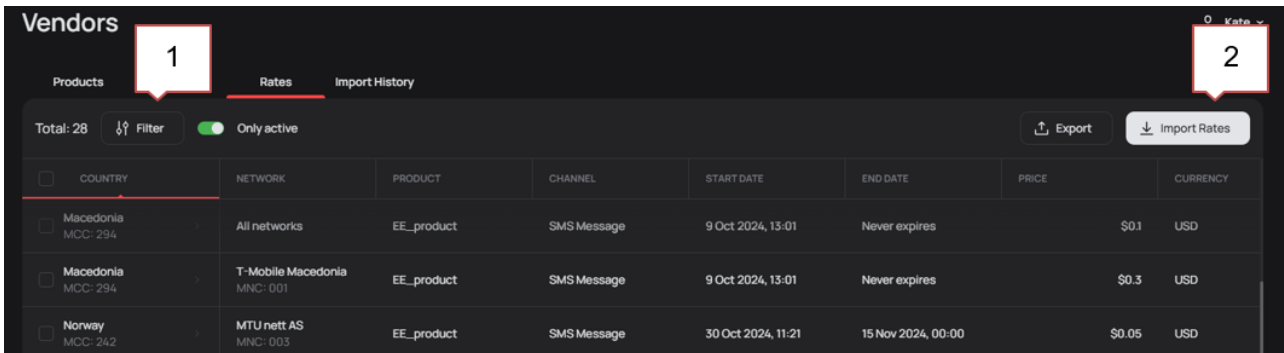 Vendors
Kate
1
2
Products
Rates
Import History
Total: 28
Filter
Only active
Export
Import Rates
COUNTRY NETWORK PRODUCT CHANNEL START DATE END DATE PRICE CURRENCY
Macedonia
MCC: 294
All networks EE_product SMS Message 9 Oct 2024, 13:01 Never expires $0.1 USD
Macedonia
MCC: 294
T-Mobile Macedonia
MNC: 001
EE_product SMS Message 9 Oct 2024, 13:01 Never expires $0.3 USD
Norway
MCC: 242
MTU nett AS
MNC: 003
EE_product SMS Message 30 Oct 2024, 11:21 15 Nov 2024, 00:00 $0.05 USD